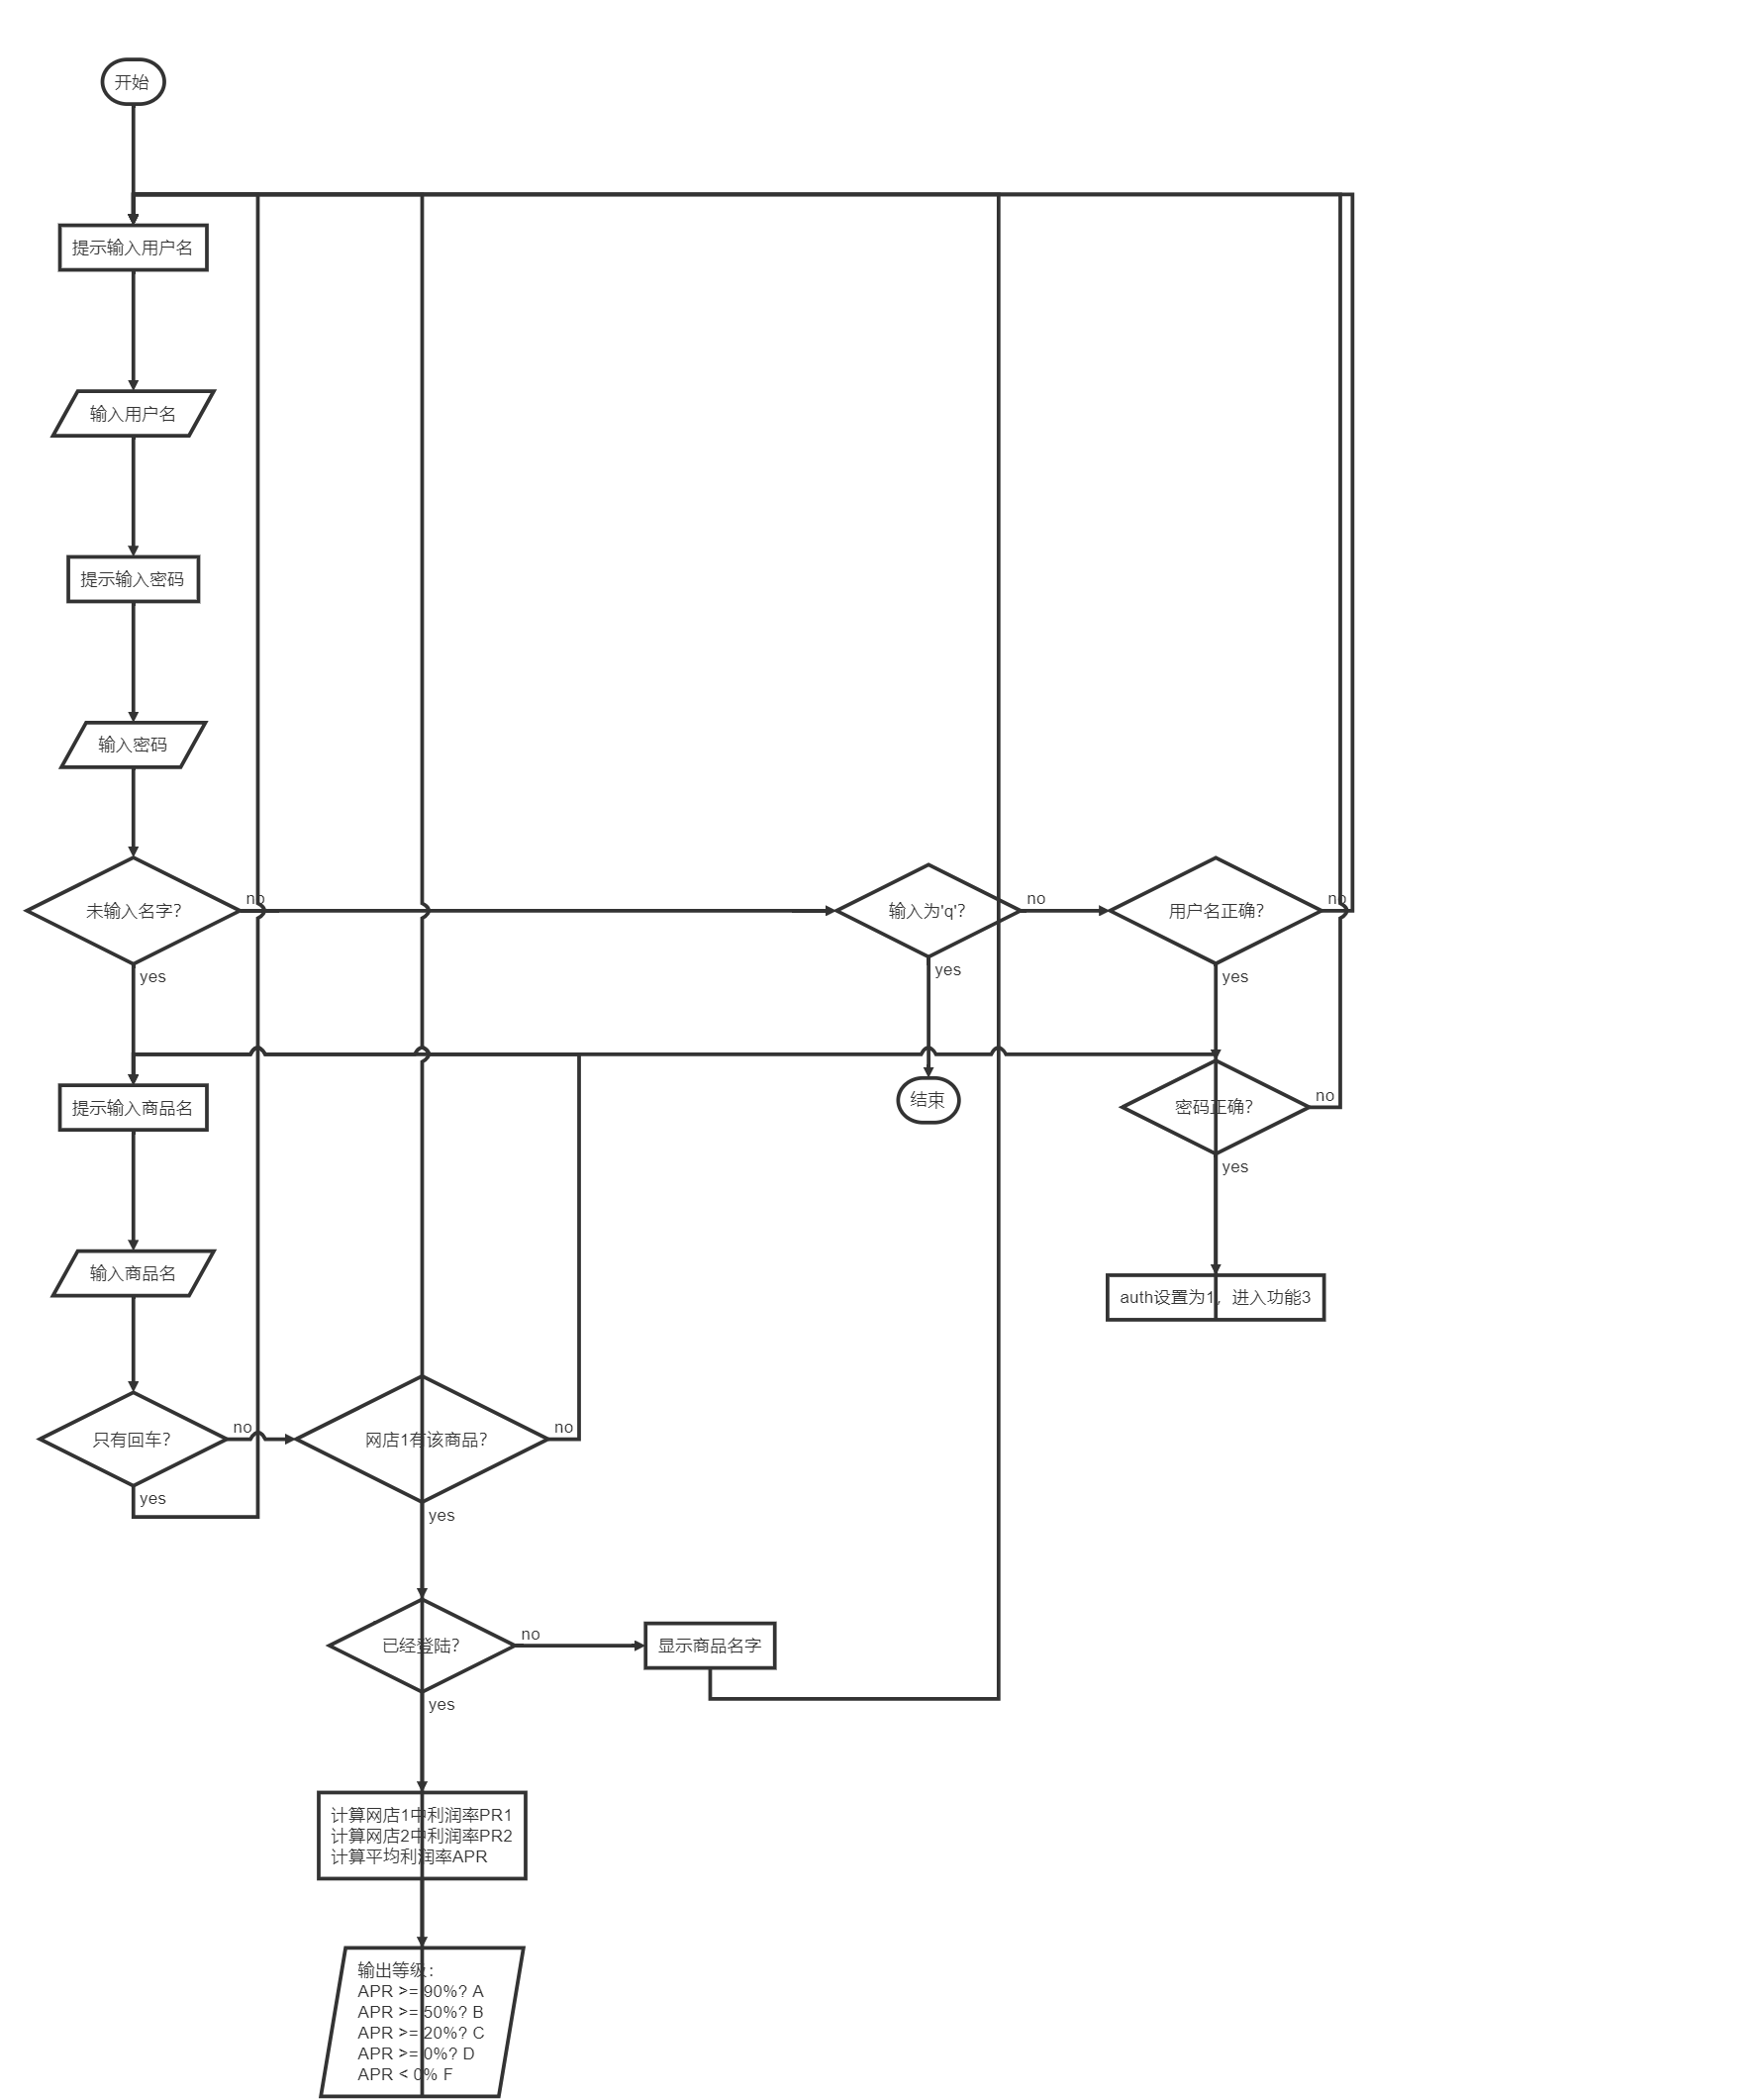 开始
提示输入用户名
输入用户名
提示输入密码
输入密码
未输入名字?
no
yes
输入为'q'?
no
yes
用户名正确?
no
yes
结束
密码正确?
no
yes
auth设置为1，进入功能3
提示输入商品名
输入商品名
只有回车?
no
yes
网店1有该商品?
no
yes
已经登陆?
no
yes
显示商品名字
计算网店1中利润率PR1
计算网店2中利润率PR2
计算平均利润率APR
输出等级：
APR >= 90%? A
APR >= 50%? B
APR >= 20%? C
APR >= 0%? D
APR < 0% F